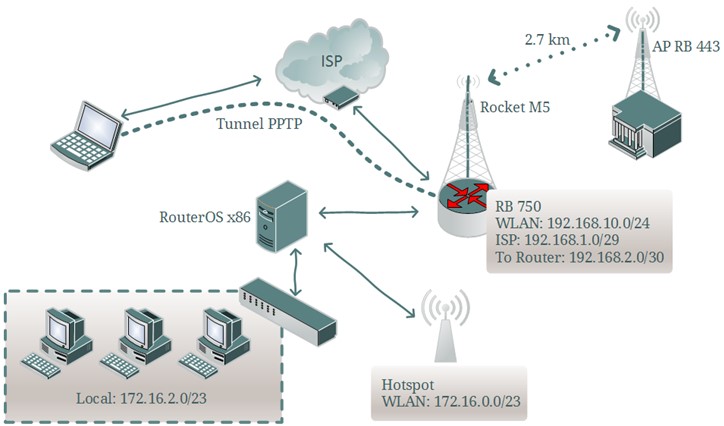 2.7 km
AP RB 443
ISP
Rocket M5
Tunnel PPTP
RouterOS x86
RB 750
WLAN: 192.168.10.0/24
ISP: 192.168.1.0/29
To Router: 192.168.2.0/30
Hotspot
WLAN: 172.16.0.0/23
Local: 172.16.2.0/23